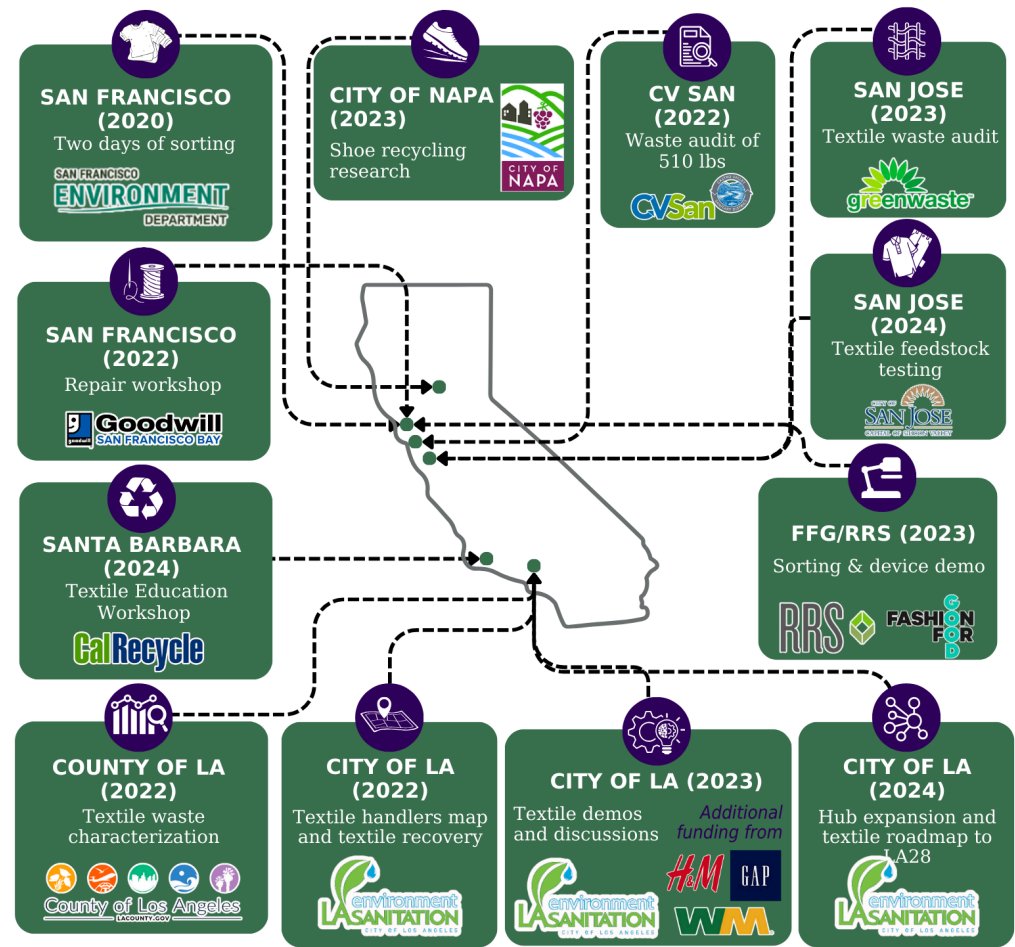 SAN FRANCISCO
(2020)
Two days of sorting
SAN FRANCISCO
ENVIRONMENT
DEPARTMENT
CITY OF NAPA
(2023)
Shoe recycling
research
CITY OF
NAPA
CV SAN
(2022)
Waste audit of
510 lbs
CVSan
SAN JOSE
(2023)
Textile waste audit
greenwaste
SAN FRANCISCO
(2022)
Repair workshop
goodwill
Goodwill
SAN FRANCISCO BAY
SAN JOSE
(2024)
Textile feedstock
testing
CITY OF
SAN JOSE
CAPITAL OF SILICON VALLEY
SANTA BARBARA
(2024)
Textile Education
Workshop
CalRecycle
FFG/RRS (2023)
Sorting & device demo
RRS
FASHION
FOR
GOOD
COUNTY OF LA
(2022)
Textile waste
characterization
County of Los Angeles
LACOUNTY.GOV
CITY OF LA
(2022)
Textile handlers map
and textile recovery
environment
LASANITATION
CITY OF LOS ANGELES
CITY OF LA (2023)
Textile demos
and discussions
Additional
funding from
H&M
GAP
WM
environment
LASANITATION
CITY OF LOS ANGELES
CITY OF LA
(2024)
Hub expansion and
textile roadmap to
LA28
environment
LASANITATION
CITY OF LOS ANGELES